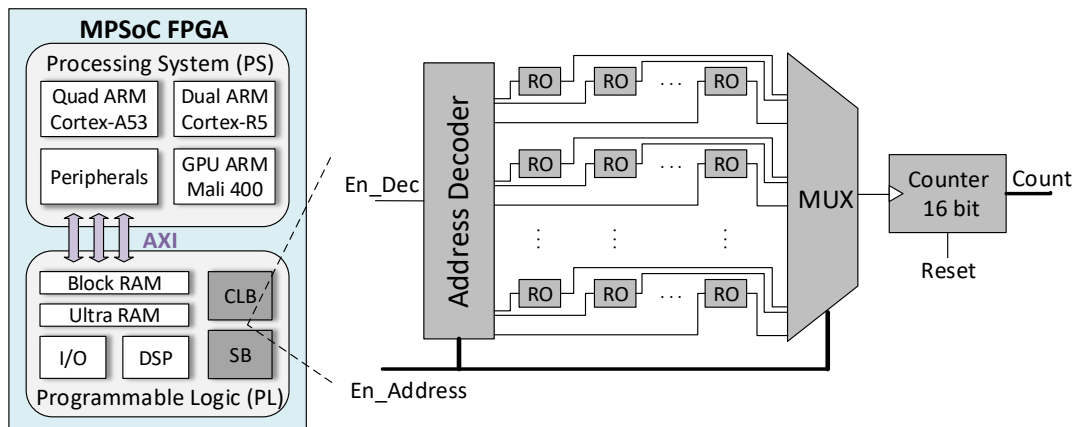 MPSoC FPGA
Processing System (PS)
Quad ARM
Cortex-A53
Dual ARM
Cortex-R5
Peripherals
GPU ARM
Mali 400
AXI
Block RAM
Ultra RAM
CLB
I/O
DSP
SB
Programmable Logic (PL)
En_Dec
Address Decoder
RO RO ... RO
RO RO ... RO
... ... ...
RO RO ... RO
MUX
Counter
16 bit
Count
Reset
En_Address